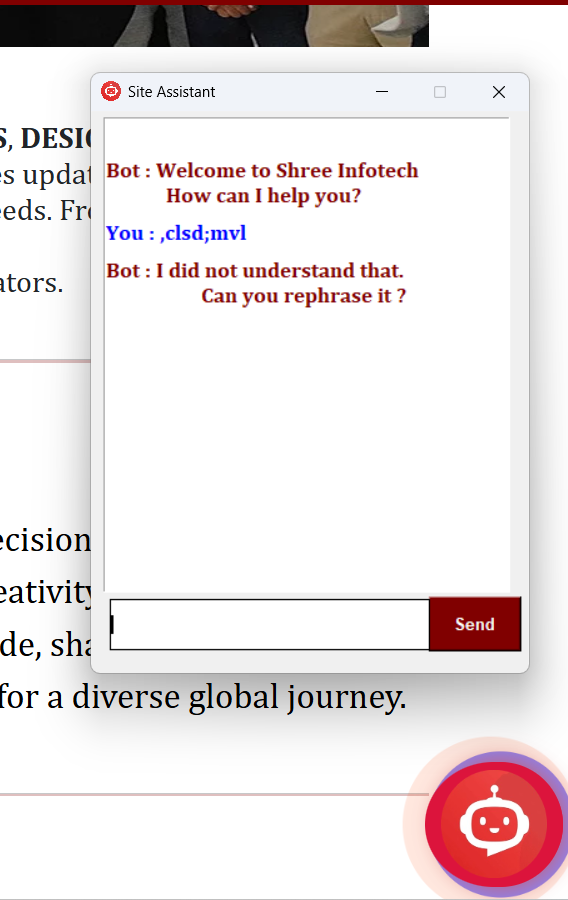 Site Assistant
S, DESIG
es updat
eeds. Fro
ators.
Bot : Welcome to Shree Infotech
How can I help you?
You : ,clsd;mvl
Bot : I did not understand that.
Can you rephrase it ?
Send
ecision
eativity
de, sha
for a diverse global journey.